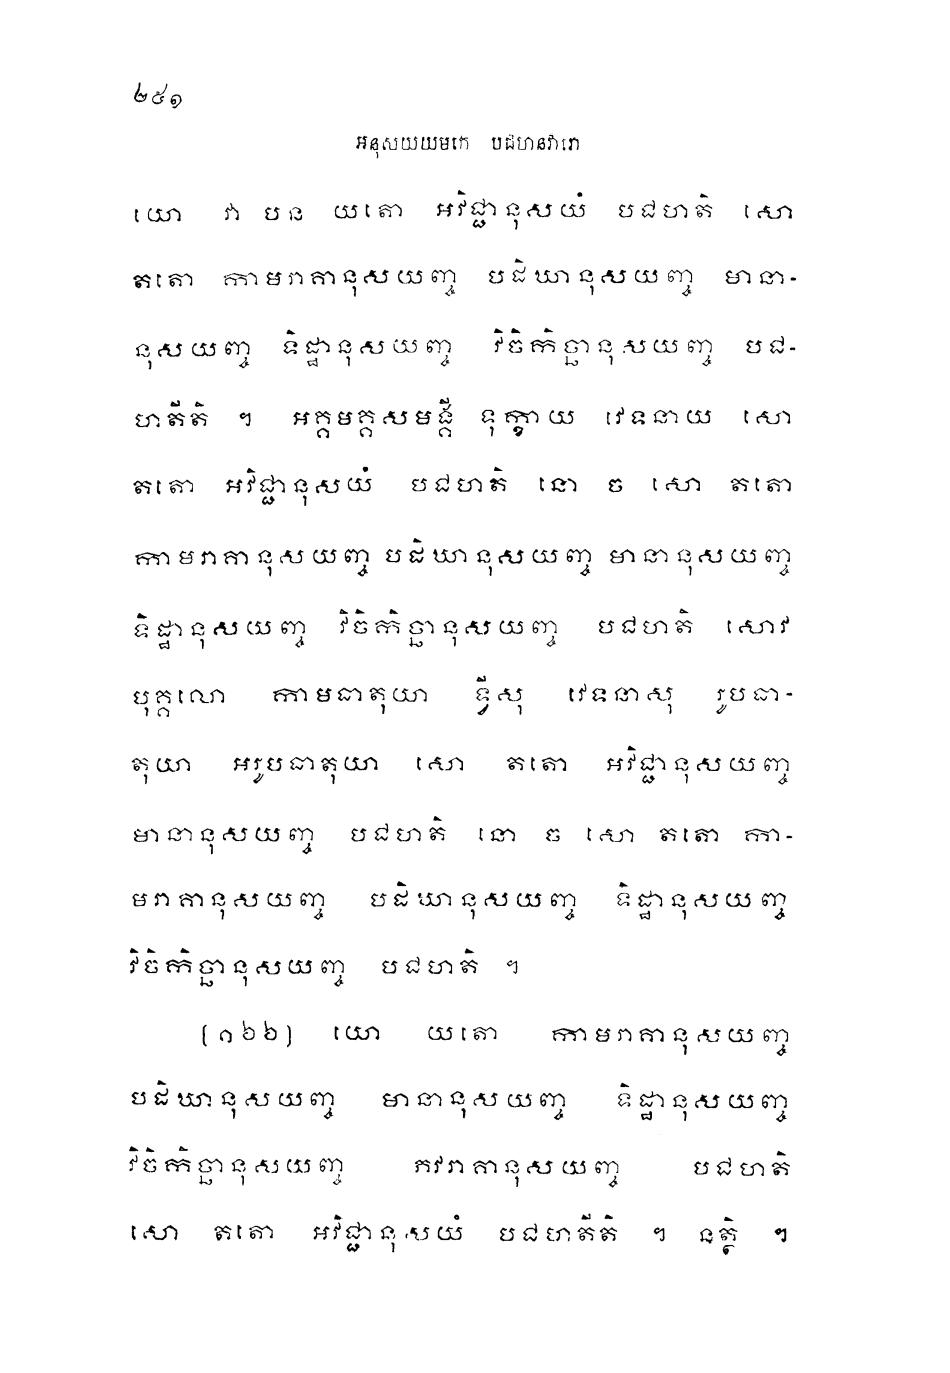 ២៥១
អនុសយយមកេ បជហនវារោ
យោ វា បន យតោ អវិជ្ជានុសយំ បជហតិ សោ
តតោ កាមរាគានុសយញ្ច បដិឃានុសយញ្ច មានា-
នុសយញ្ច ទិដ្ឋានុសយញ្ច វិចិកិច្ឆានុសយញ្ច បជ-
ហតីតិ ។ អគ្គមគ្គសមង្គី ទុក្ខាយ វេទនាយ សោ
តតោ អវិជ្ជានុសយំ បជហតិ នោ ច សោ តតោ
កាមរាគានុសយញ្ច បដិឃានុសយញ្ច មានានុសយញ្ច
ទិដ្ឋានុសយញ្ច វិចិកិច្ឆានុសយញ្ច បជហតិ សោវ
បុគ្គលោ កាមធាតុយា ទ្វីសុ វេទនាសុ រូបធា-
តុយា អរូបធាតុយា សោ តតោ អវិជ្ជានុសយញ្ច
មានានុសយញ្ច បជហតិ នោ ច សោ តតោ កា-
មរាគានុសយញ្ច បដិឃានុសយញ្ច ទិដ្ឋានុសយញ្ច
វិចិកិច្ឆានុសយញ្ច បជហតិ ។
(១៦៦) យោ យតោ កាមរាគានុសយញ្ច
បដិឃានុសយញ្ច មានានុសយញ្ច ទិដ្ឋានុសយញ្ច
វិចិកិច្ឆានុសយញ្ច ភវរាគានុសយញ្ច បជហតិ
សោ តតោ អវិជ្ជានុសយំ បជហតីតិ ។ នត្ថិ ។